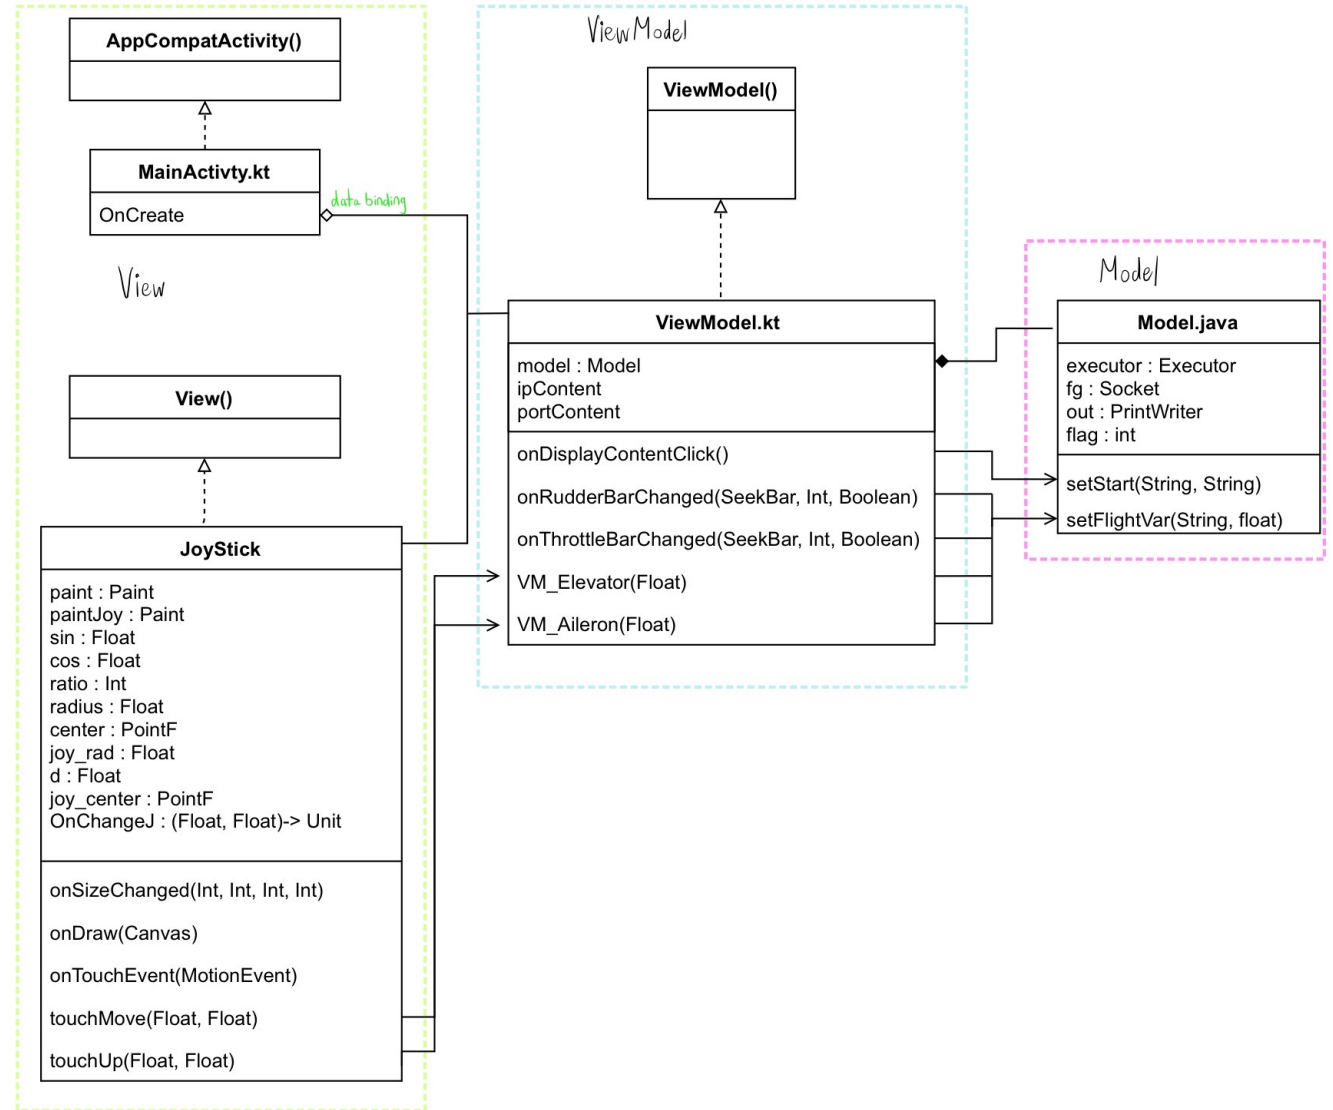 AppCompatActivity()
MainActivty.kt
OnCreate
data binding
View
View()
JoyStick
paint : Paint
paintJoy : Paint
sin : Float
cos : Float
ratio : Int
radius : Float
center : PointF
joy_rad : Float
d : Float
joy_center : PointF
OnChangeJ : (Float, Float)-> Unit
onSizeChanged(Int, Int, Int, Int)
onDraw(Canvas)
onTouchEvent(MotionEvent)
touchMove(Float, Float)
touchUp(Float, Float)
ViewModel
ViewModel()
ViewModel.kt
model : Model
ipContent
portContent
onDisplayContentClick()
onRudderBarChanged(SeekBar, Int, Boolean)
onThrottleBarChanged(SeekBar, Int, Boolean)
VM_Elevator(Float)
VM_Aileron(Float)
Model
Model.java
executor : Executor
fg : Socket
out : PrintWriter
flag : int
setStart(String, String)
setFlightVar(String, float)